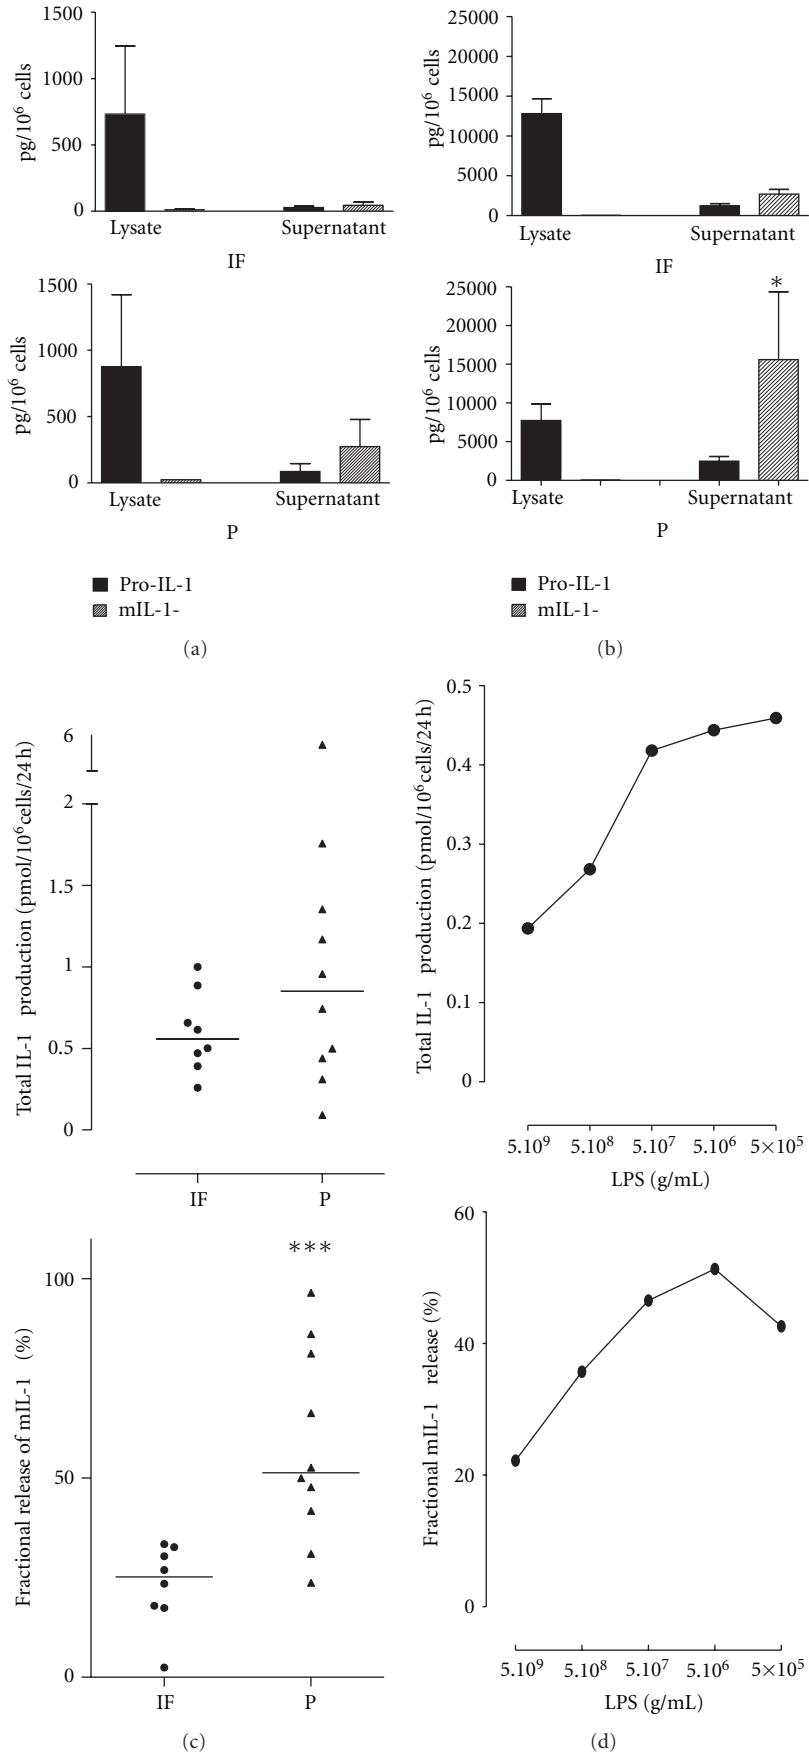 1500
1000
500
0
pg/10⁶ cells
Lysate
Supernatant
IF
1500
1000
500
0
pg/10⁶ cells
Lysate
Supernatant
P
Pro-IL-1
mIL-1-
(a)
25000
20000
15000
10000
5000
0
pg/10⁶ cells
Lysate
Supernatant
IF
25000
20000
15000
10000
5000
0
pg/10⁶ cells
*
Lysate
Supernatant
P
Pro-IL-1
mIL-1-
(b)
Total IL-1 production (pmol/10⁶cells/24 h)
6
2
1.5
1
0.5
0
IF
P
Fractional release of mIL-1 (%)
100
50
0
***
IF
P
(c)
Total IL-1 production (pmol/10⁶cells/24 h)
0.5
0.4
0.3
0.2
0.1
0
5.10⁹
5.10⁸
5.10⁷
5.10⁶
5×10⁵
LPS (g/mL)
Fractional mIL-1 release (%)
60
40
20
0
5.10⁹
5.10⁸
5.10⁷
5.10⁶
5×10⁵
LPS (g/mL)
(d)